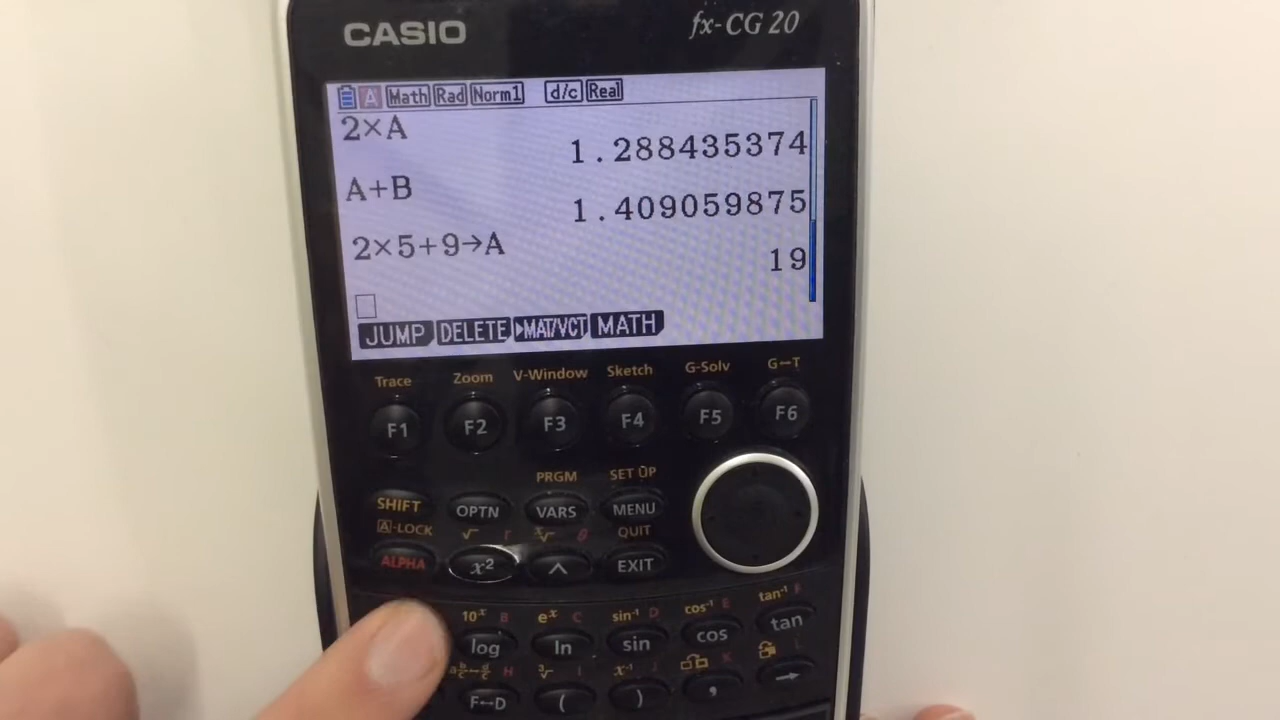 CASIO fx-CG 20
A Math Rad Norm1 d/c Real
2×A
1.288435374
A+B
1.409059875
2×5+9→A
19
JUMP DELETE ▶MAT/VCT MATH
Trace Zoom V-Window Sketch G-Solv G↔T
F1 F2 F3 F4 F5 F6
PRGM SET UP
SHIFT OPTN VARS MENU
A-LOCK √ r ˣ√ θ QUIT
ALPHA x² ^ EXIT
10ˣ B eˣ C sin⁻¹ D cos⁻¹ E tan⁻¹ F
log ln sin cos tan
a b/c↔d/c H ³√ I x⁻¹ J K L
F↔D ( ) , →